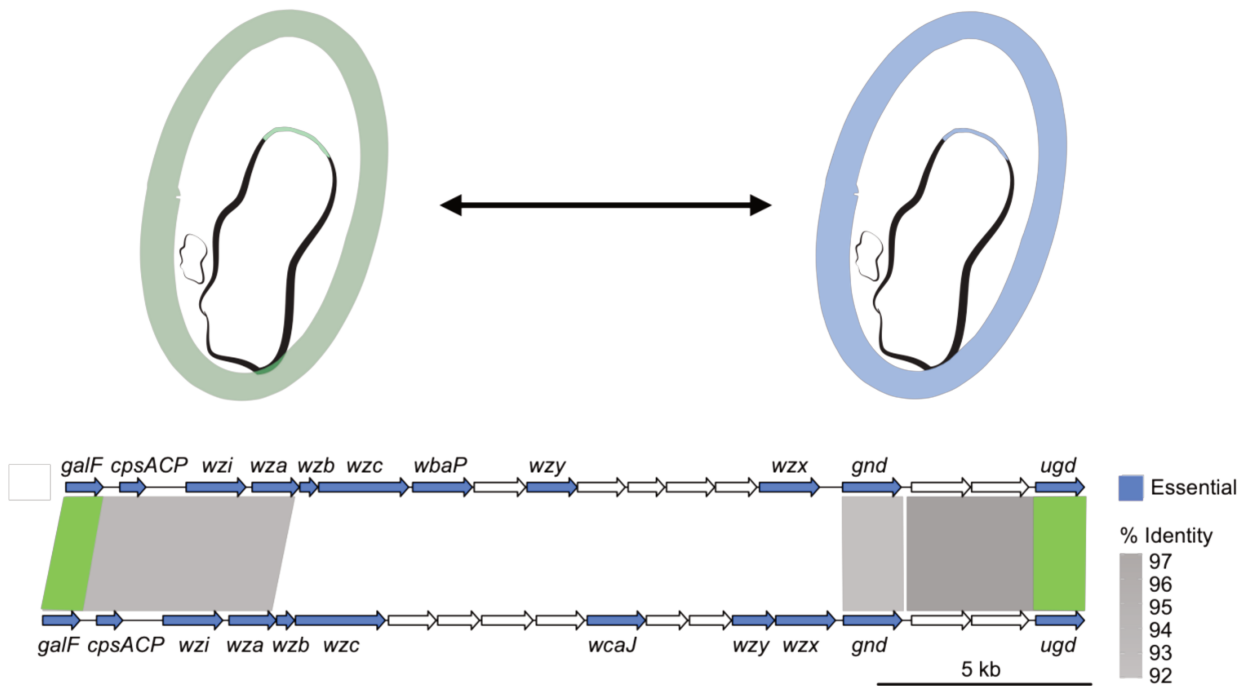 galF cpsACP wzi wza wzb wzc wbaP wzy wzx gnd ugd
Essential
% Identity
97
96
95
94
93
92
galF cpsACP wzi wza wzb wzc wcaJ wzy wzx gnd ugd
5 kb